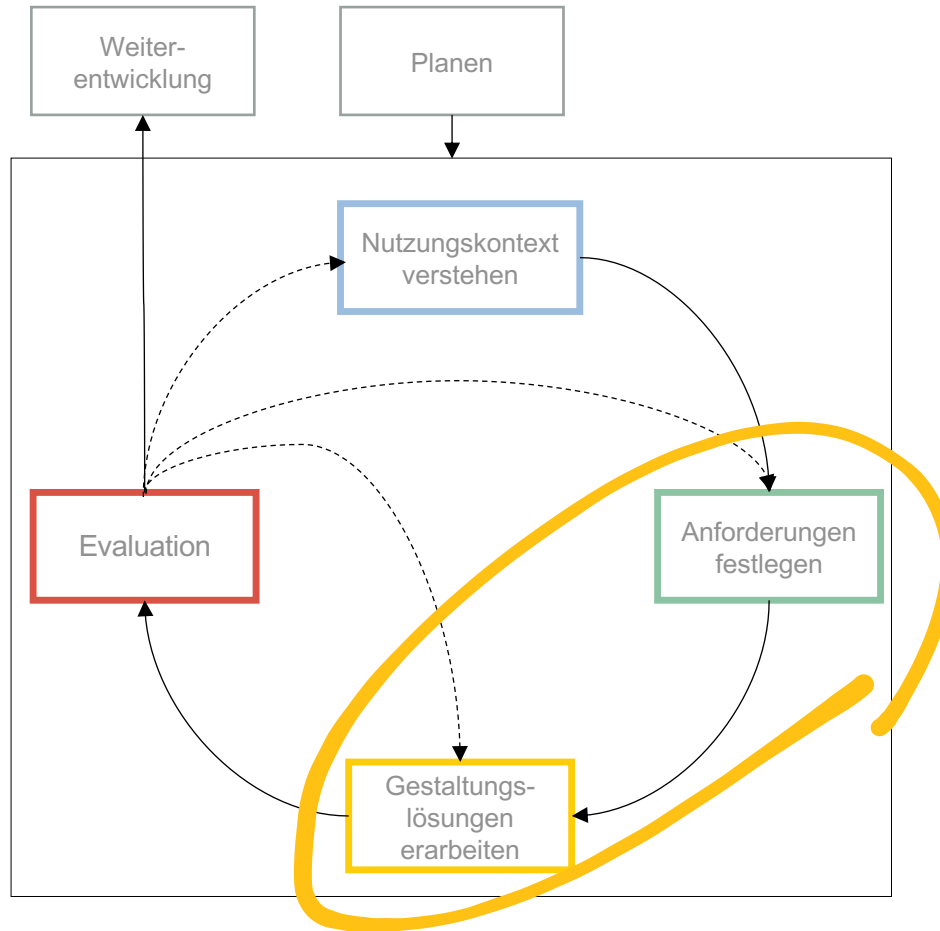 Weiter-
entwicklung
Planen
Nutzungskontext
verstehen
Evaluation
Anforderungen
festlegen
Gestaltungs-
lösungen
erarbeiten